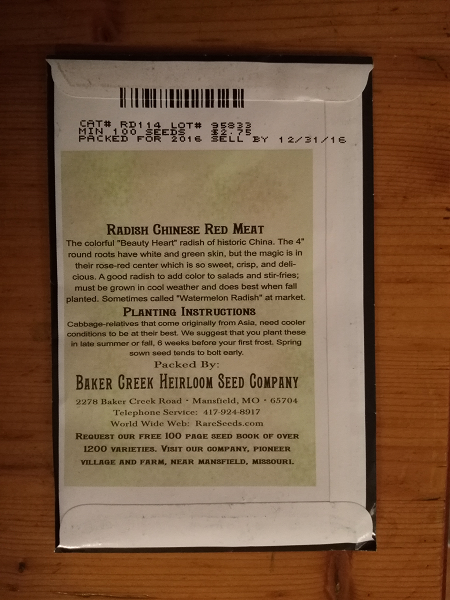 CAT# RD114 LOT# 95833
MIN 100 SEEDS $2.75
PACKED FOR 2016 SELL BY 12/31/16
Radish Chinese Red Meat
The colorful "Beauty Heart" radish of historic China. The 4"
round roots have white and green skin, but the magic is in
their rose-red center which is so sweet, crisp, and deli-
cious. A good radish to add color to salads and stir-fries;
must be grown in cool weather and does best when fall
planted. Sometimes called "Watermelon Radish" at market.
Planting Instructions
Cabbage-relatives that come originally from Asia, need cooler
conditions to be at their best. We suggest that you plant these
in late summer or fall, 6 weeks before your first frost. Spring
sown seed tends to bolt early.
Packed By:
Baker Creek Heirloom Seed Company
2278 Baker Creek Road • Mansfield, MO • 65704
Telephone Service: 417-924-8917
World Wide Web: RareSeeds.com
Request our free 100 page seed book of over
1200 varieties. Visit our company, pioneer
village and farm, near Mansfield, Missouri.